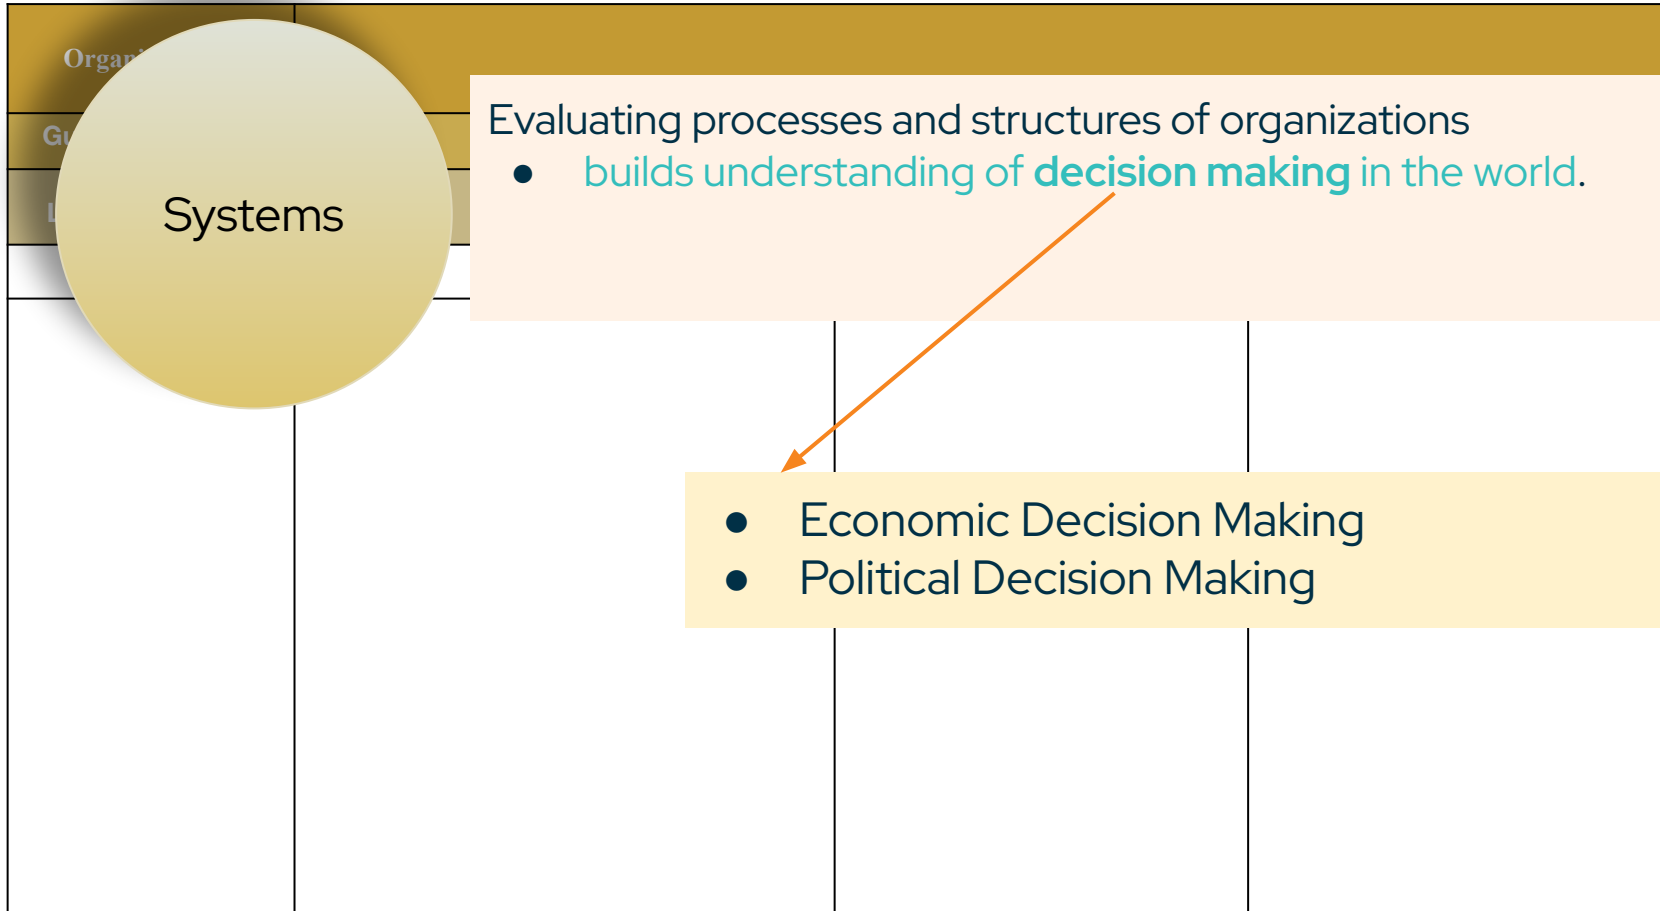 Systems
Evaluating processes and structures of organizations
● builds understanding of decision making in the world.
● Economic Decision Making
● Political Decision Making